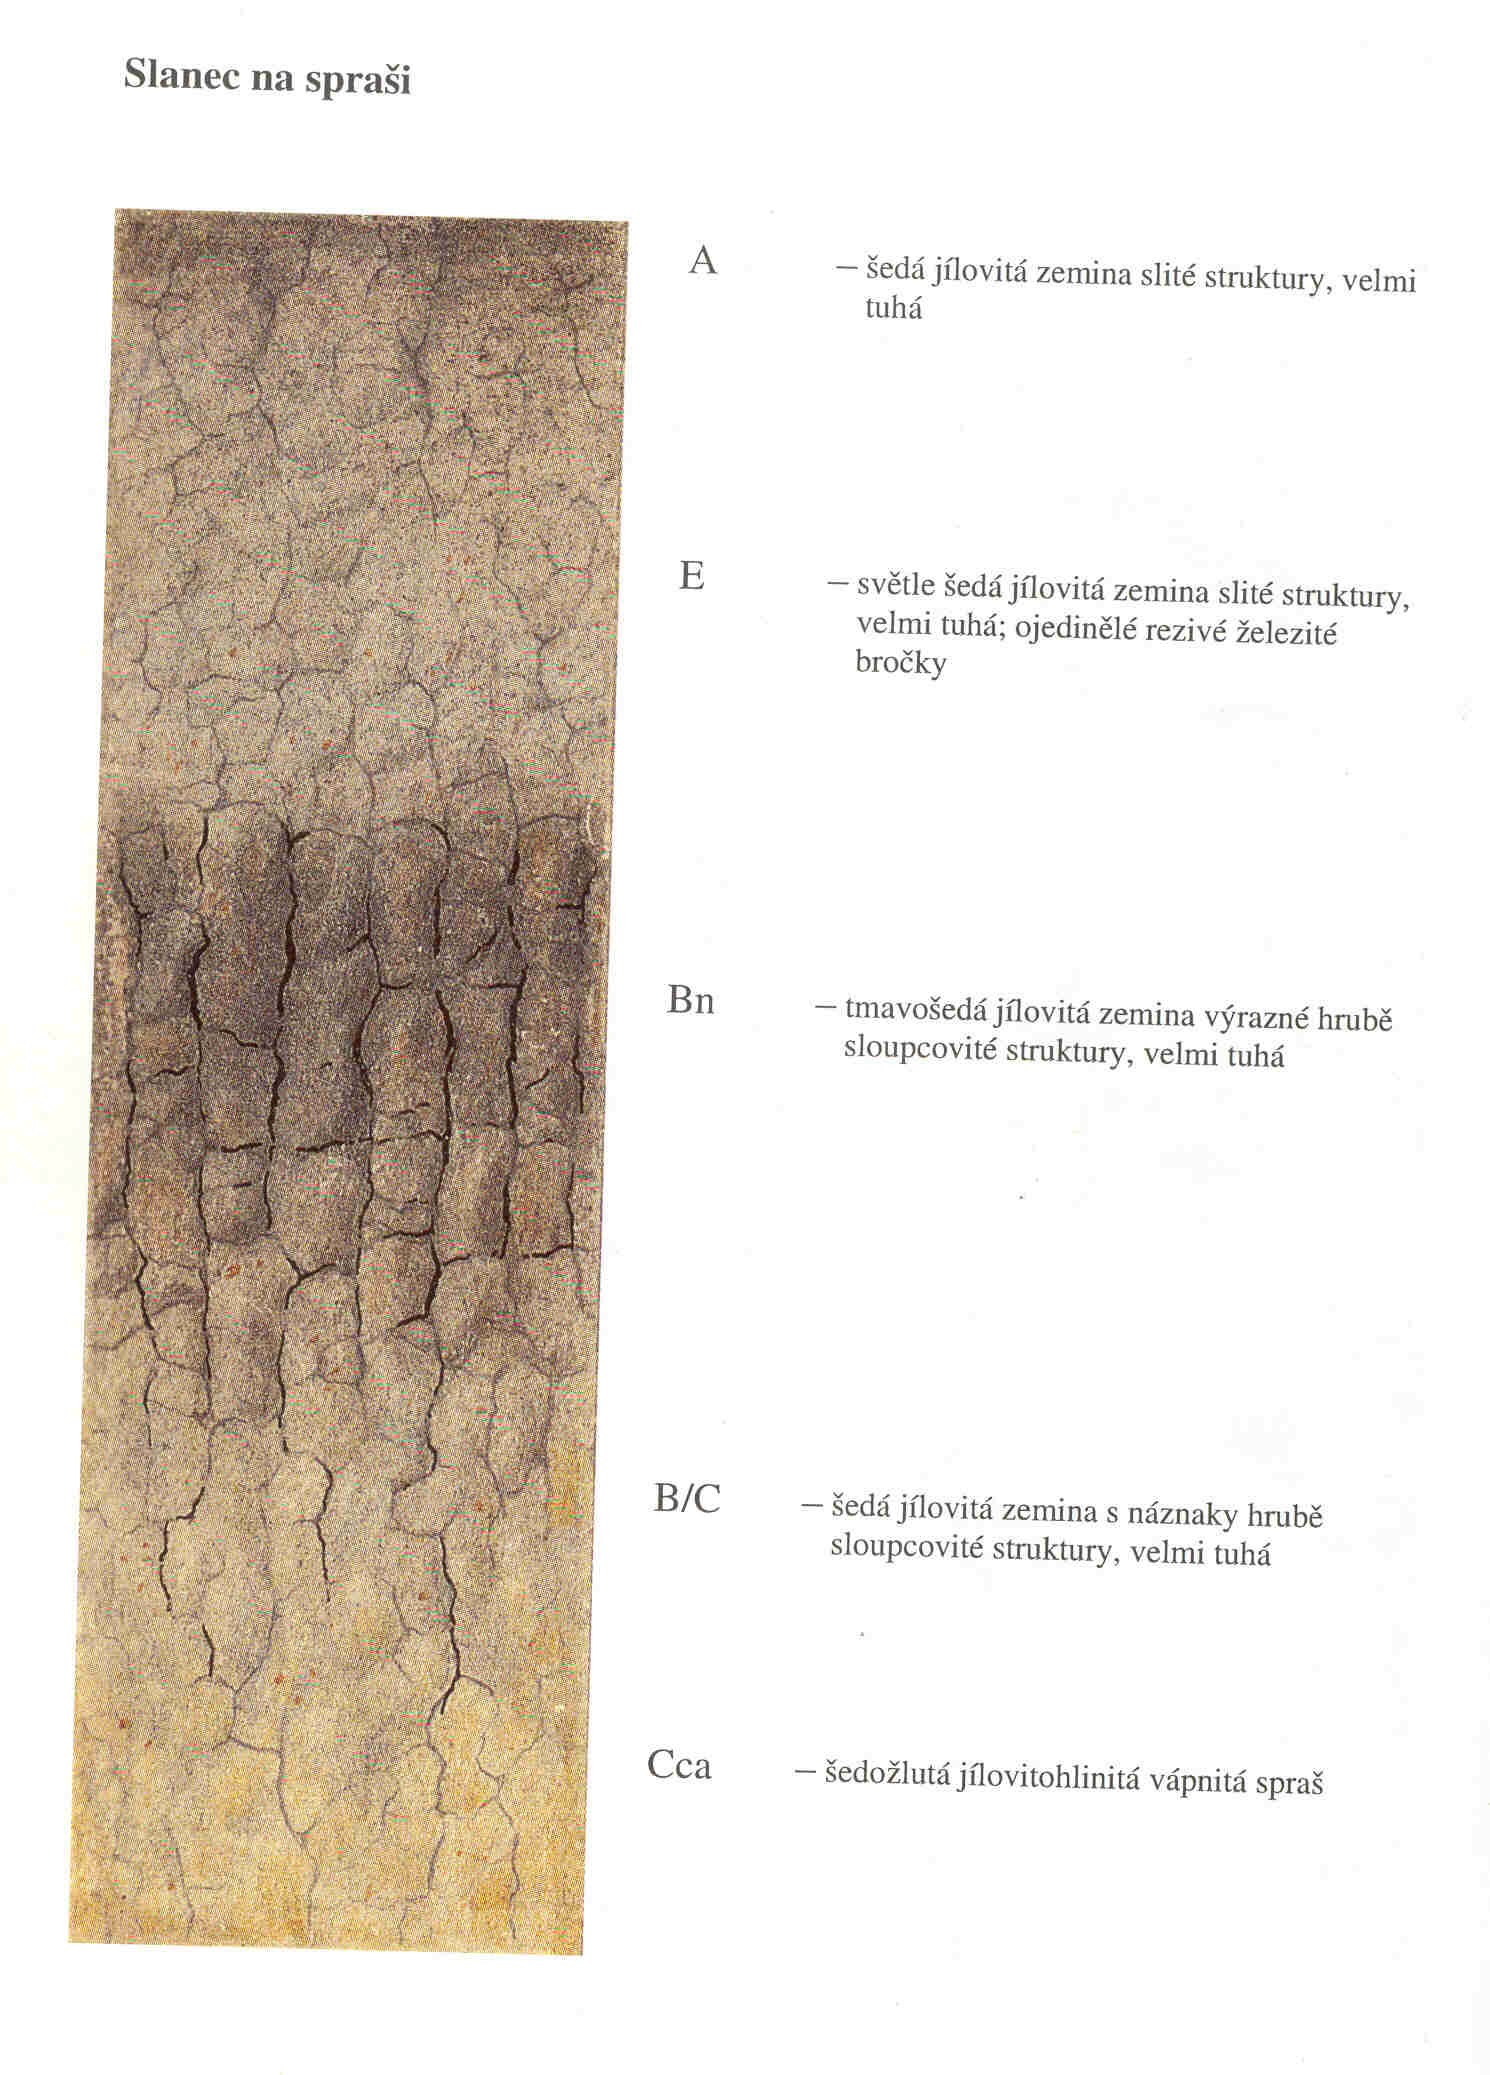 Slanec na spraši
A – šedá jílovitá zemina slité struktury, velmi
tuhá
E – světle šedá jílovitá zemina slité struktury,
velmi tuhá; ojedinělé rezivé železité
bročky
Bn – tmavošedá jílovitá zemina výrazné hrubě
sloupcovité struktury, velmi tuhá
B/C – šedá jílovitá zemina s náznaky hrubě
sloupcovité struktury, velmi tuhá
Cca – šedožlutá jílovitohlinitá vápnitá spraš